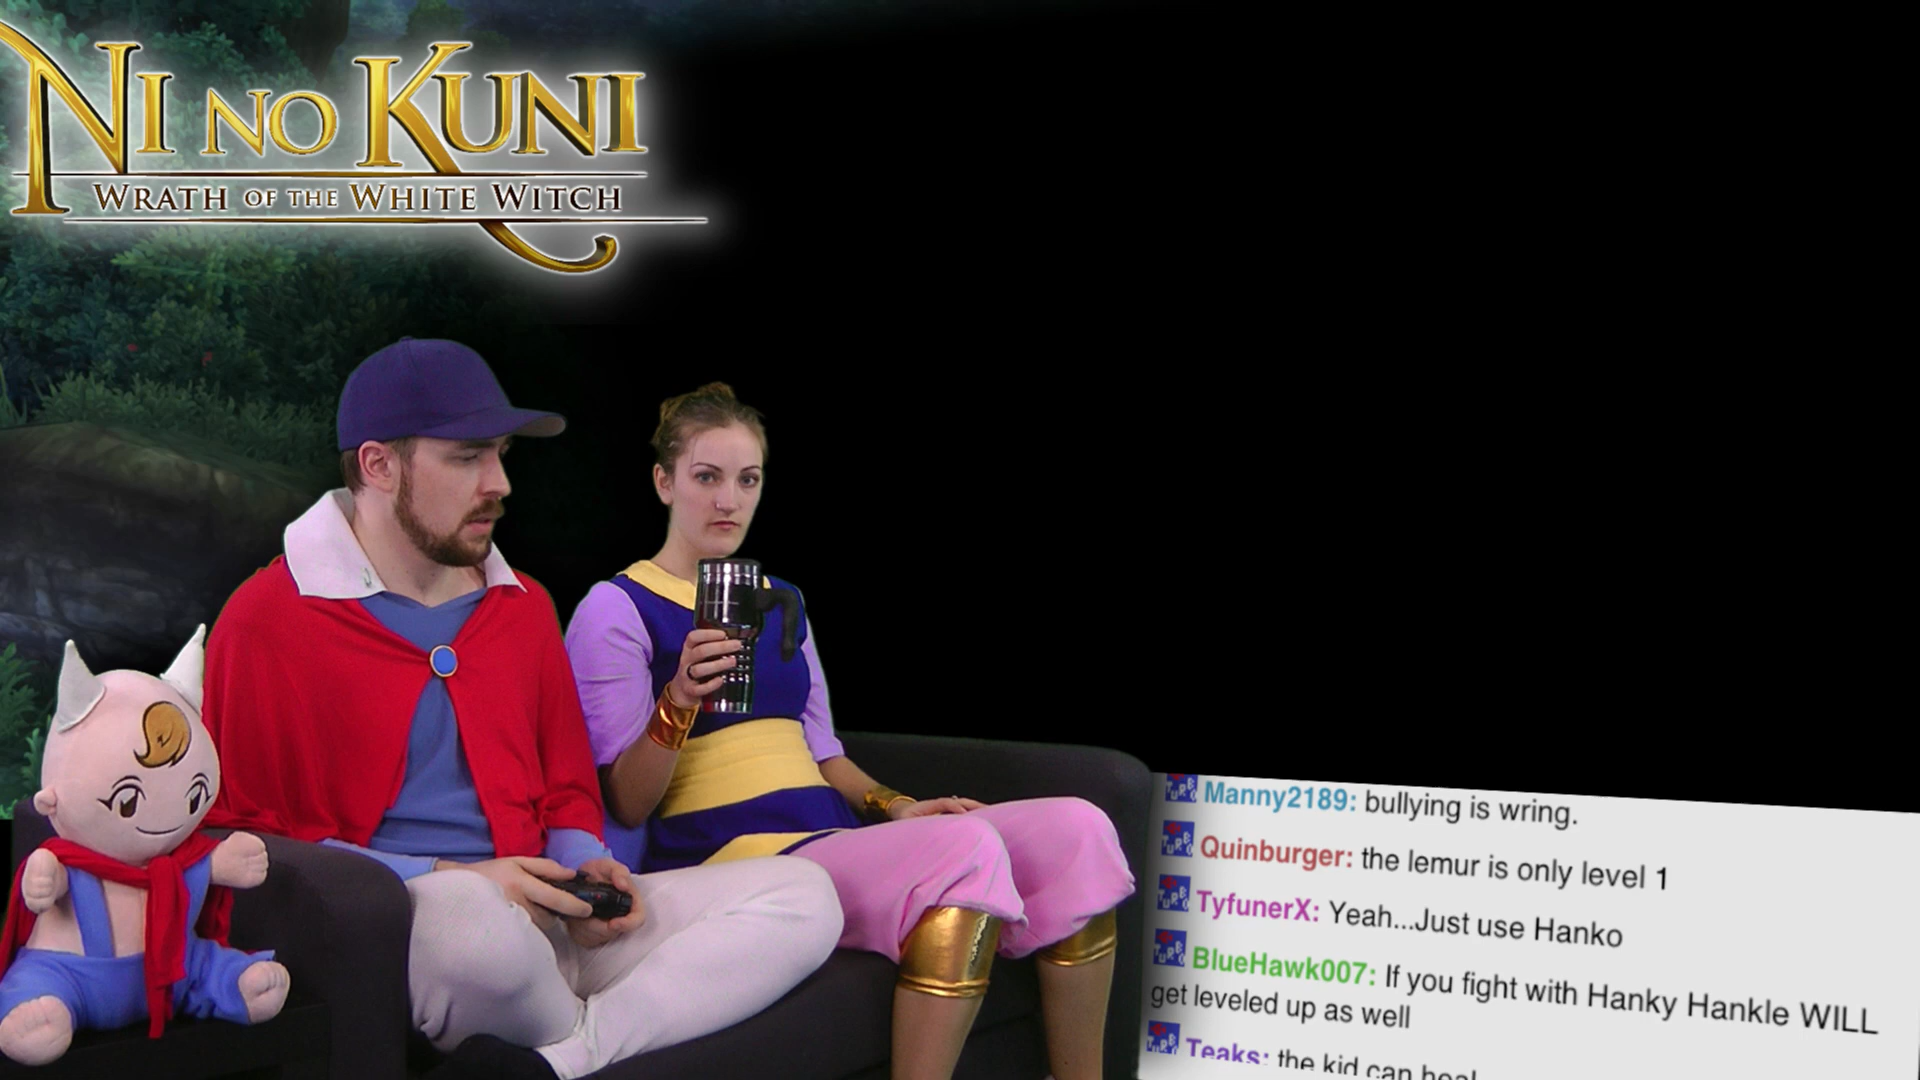 NI NO KUNI
WRATH OF THE WHITE WITCH
Manny2189: bullying is wring.
Quinburger: the lemur is only level 1
TyfunerX: Yeah...Just use Hanko
BlueHawk007: If you fight with Hanky Hankle WILL
get leveled up as well
Teaks: the kid can heal